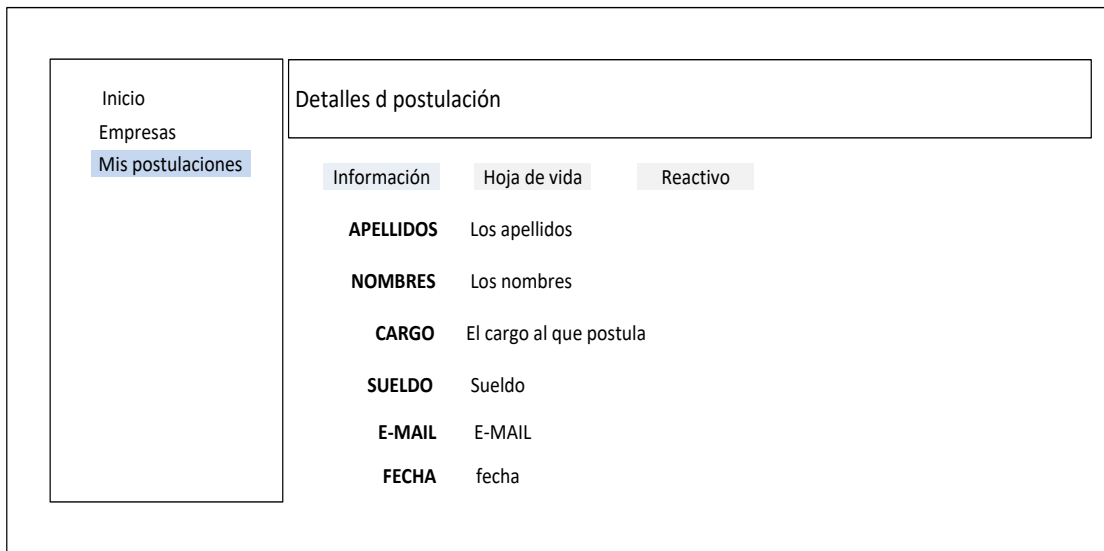 Inicio
Empresas
Mis postulaciones
Detalles d postulación
Información Hoja de vida Reactivo
APELLIDOS Los apellidos
NOMBRES Los nombres
CARGO El cargo al que postula
SUELDO Sueldo
E-MAIL E-MAIL
FECHA fecha